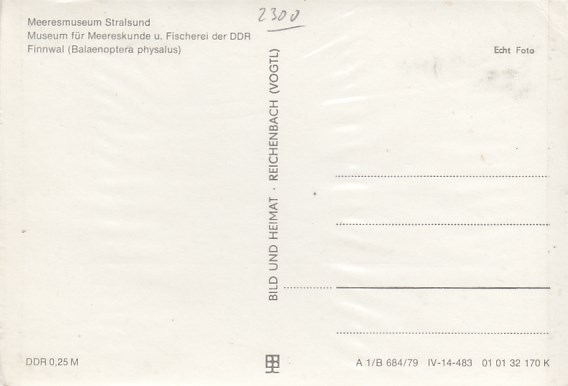 Meeresmuseum Stralsund
Museum für Meereskunde u. Fischerei der DDR
Finnwal (Balaenoptera physalus)
2300
Echt Foto
BILD UND HEIMAT · REICHENBACH (VOGTL)
DDR 0,25 M
A 1/B 684/79 IV-14-483 01 01 32 170 K